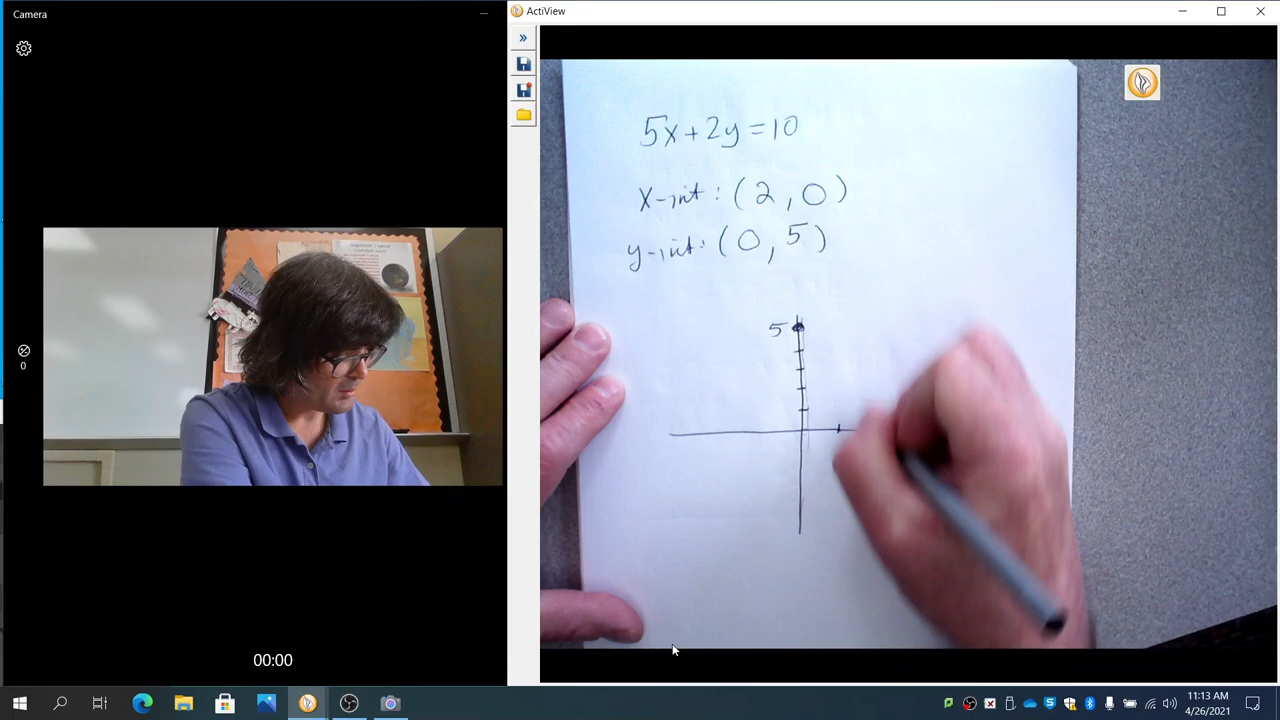 Camera
ActiView
5x+2y=10
x-int: (2,0)
y-int: (0,5)
5
0
00:00
11:13 AM
4/26/2021